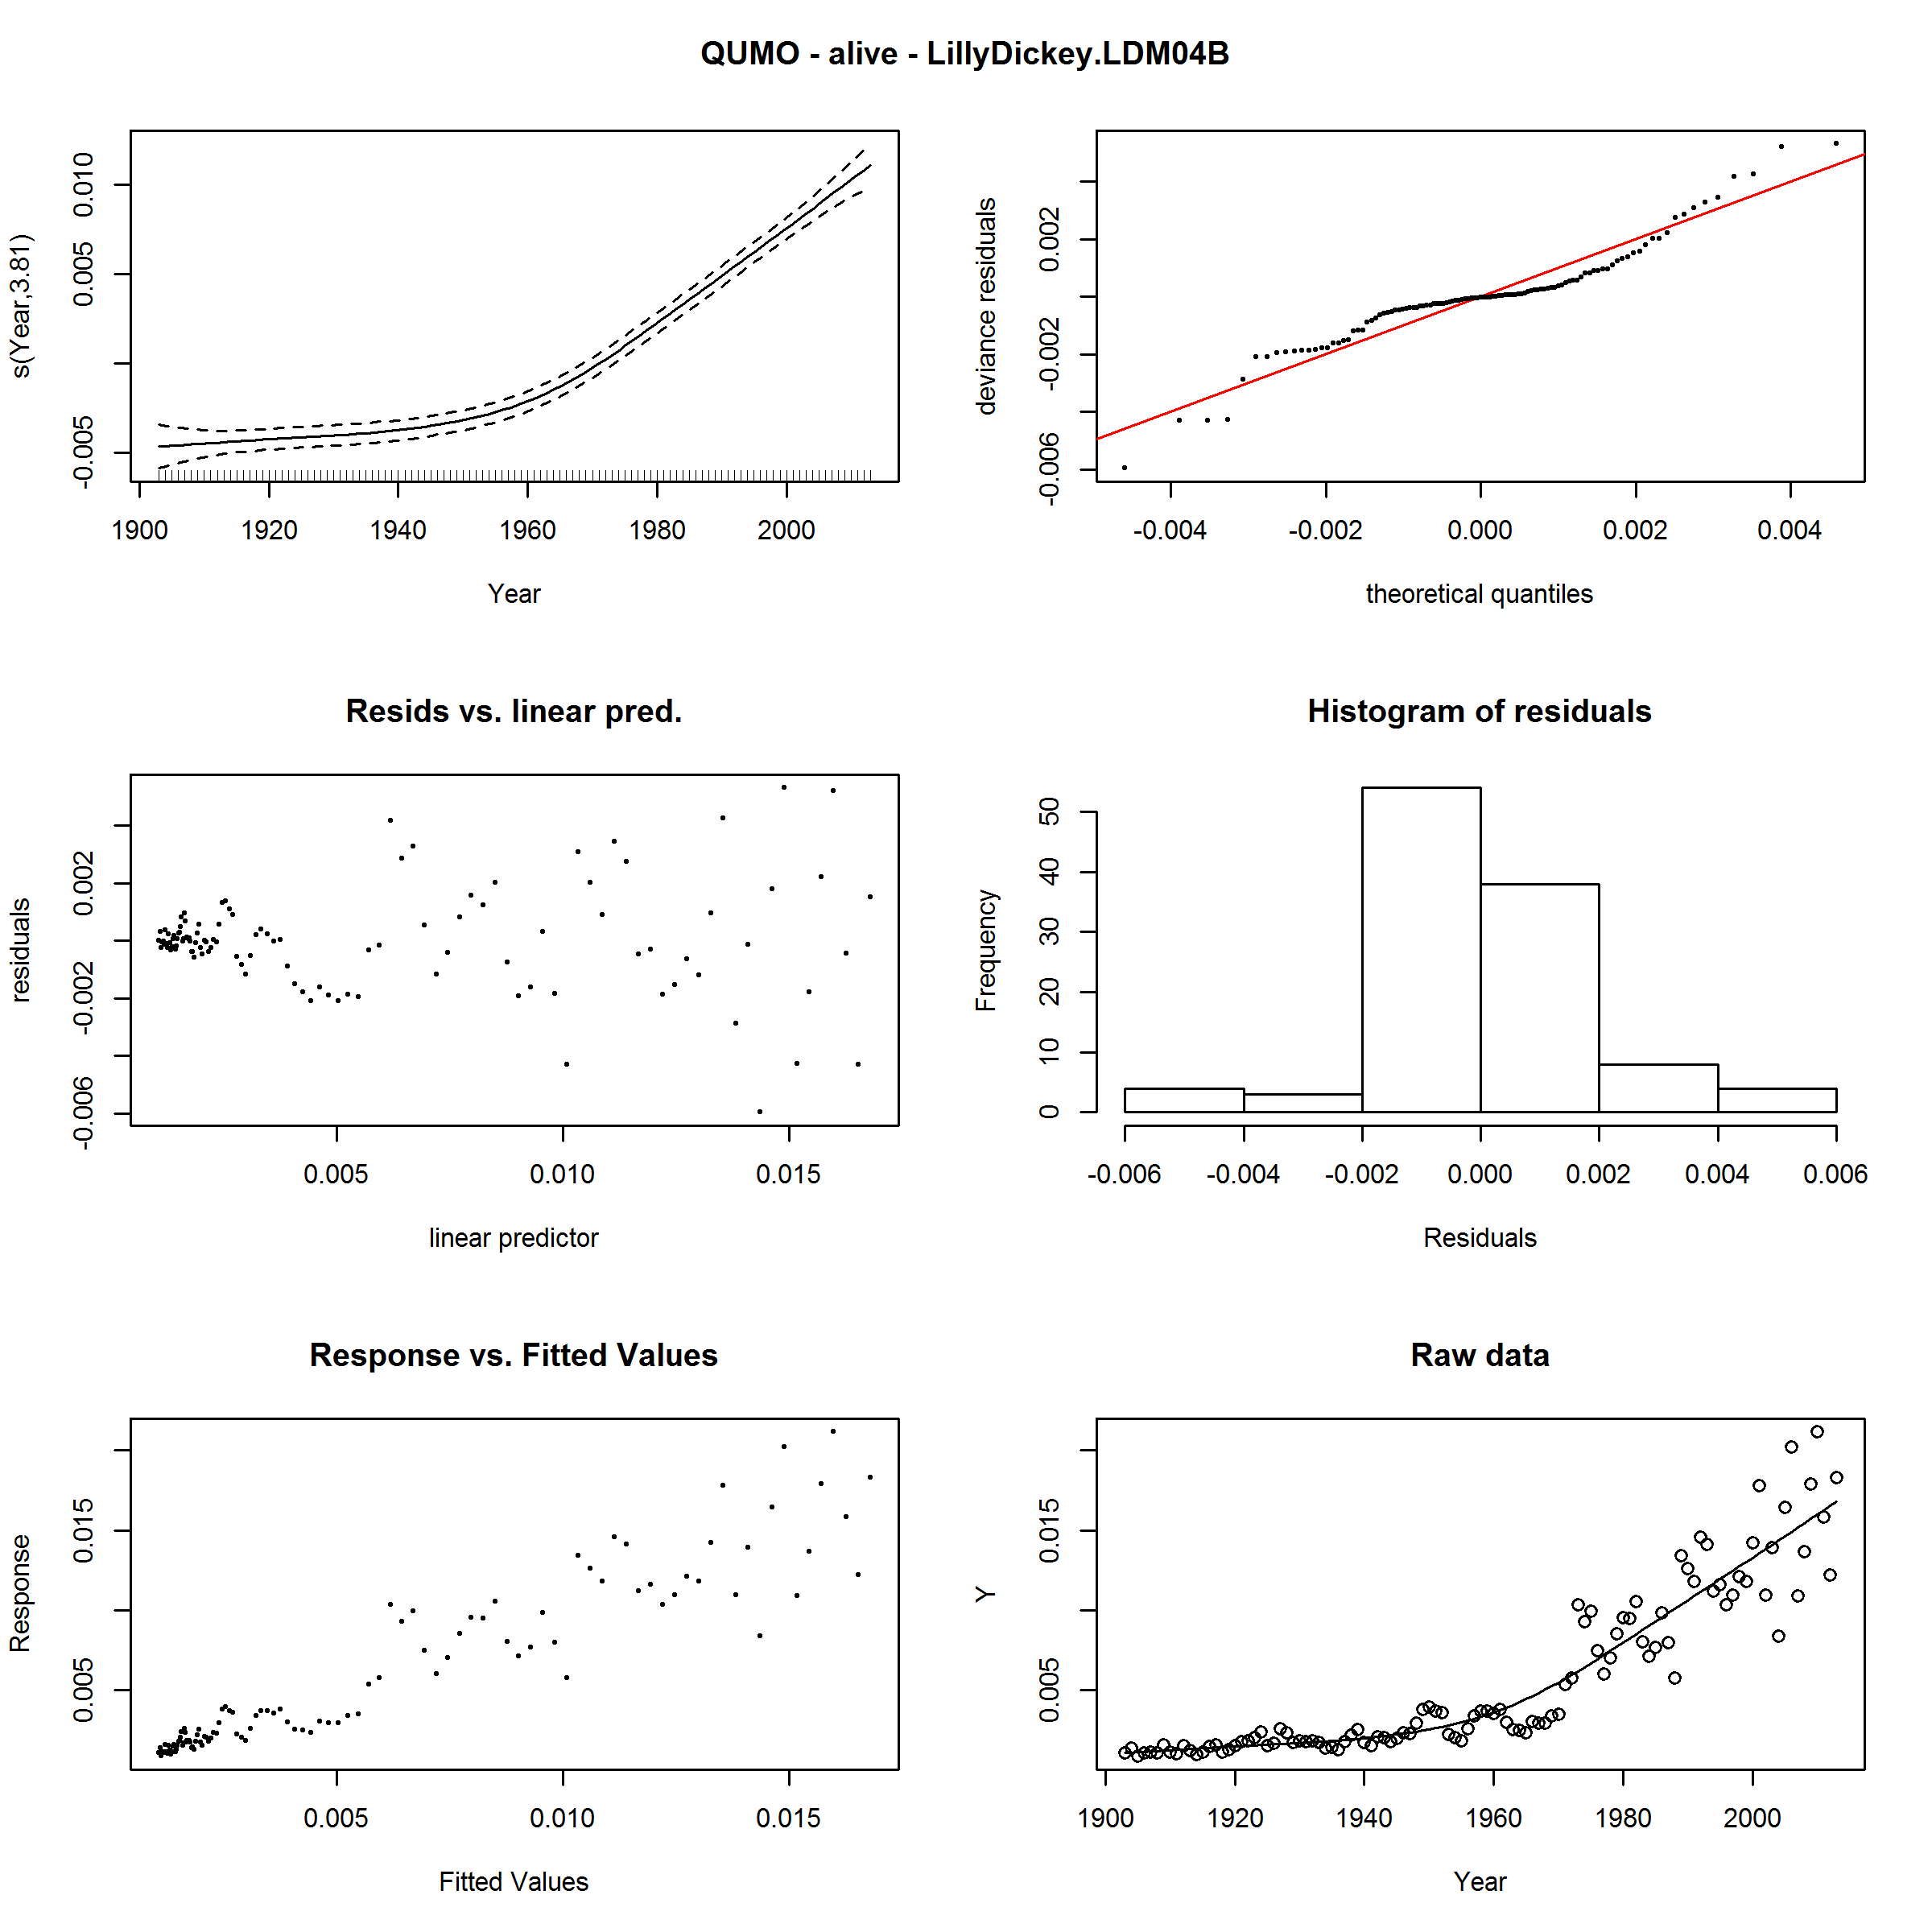 QUMO - alive - LillyDickey.LDM04B
s(Year,3.81)
-0.005 0.005 0.010
1900 1920 1940 1960 1980 2000
Year
deviance residuals
-0.006 -0.002 0.002
-0.004 -0.002 0.000 0.002 0.004
theoretical quantiles
Resids vs. linear pred.
residuals
-0.006 -0.002 0.002
0.005 0.010 0.015
linear predictor
Histogram of residuals
Frequency
0 10 20 30 40 50
-0.006 -0.004 -0.002 0.000 0.002 0.004 0.006
Residuals
Response vs. Fitted Values
Response
0.005 0.015
0.005 0.010 0.015
Fitted Values
Raw data
Y
0.005 0.015
1900 1920 1940 1960 1980 2000
Year